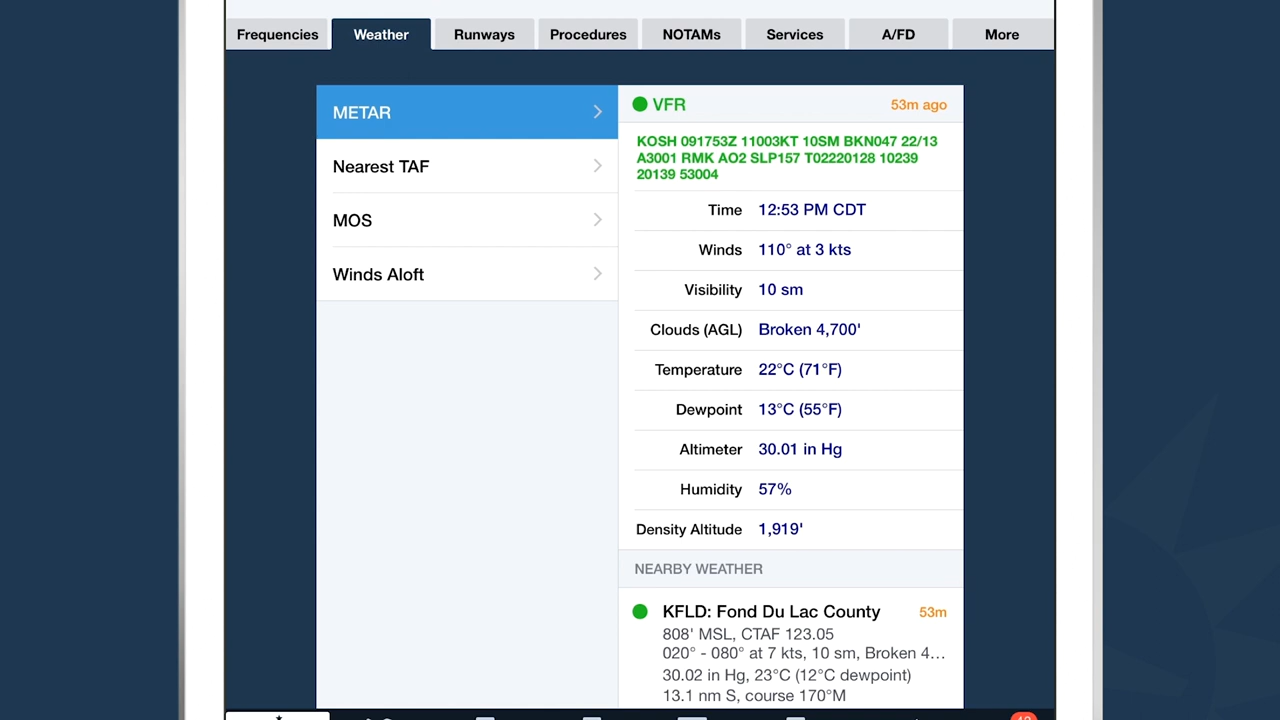 Frequencies Weather Runways Procedures NOTAMs Services A/FD More
METAR
Nearest TAF
MOS
Winds Aloft
VFR 53m ago
KOSH 091753Z 11003KT 10SM BKN047 22/13
A3001 RMK AO2 SLP157 T02220128 10239
20139 53004
Time 12:53 PM CDT
Winds 110° at 3 kts
Visibility 10 sm
Clouds (AGL) Broken 4,700'
Temperature 22°C (71°F)
Dewpoint 13°C (55°F)
Altimeter 30.01 in Hg
Humidity 57%
Density Altitude 1,919'
NEARBY WEATHER
KFLD: Fond Du Lac County 53m
808' MSL, CTAF 123.05
020° - 080° at 7 kts, 10 sm, Broken 4...
30.02 in Hg, 23°C (12°C dewpoint)
13.1 nm S, course 170°M